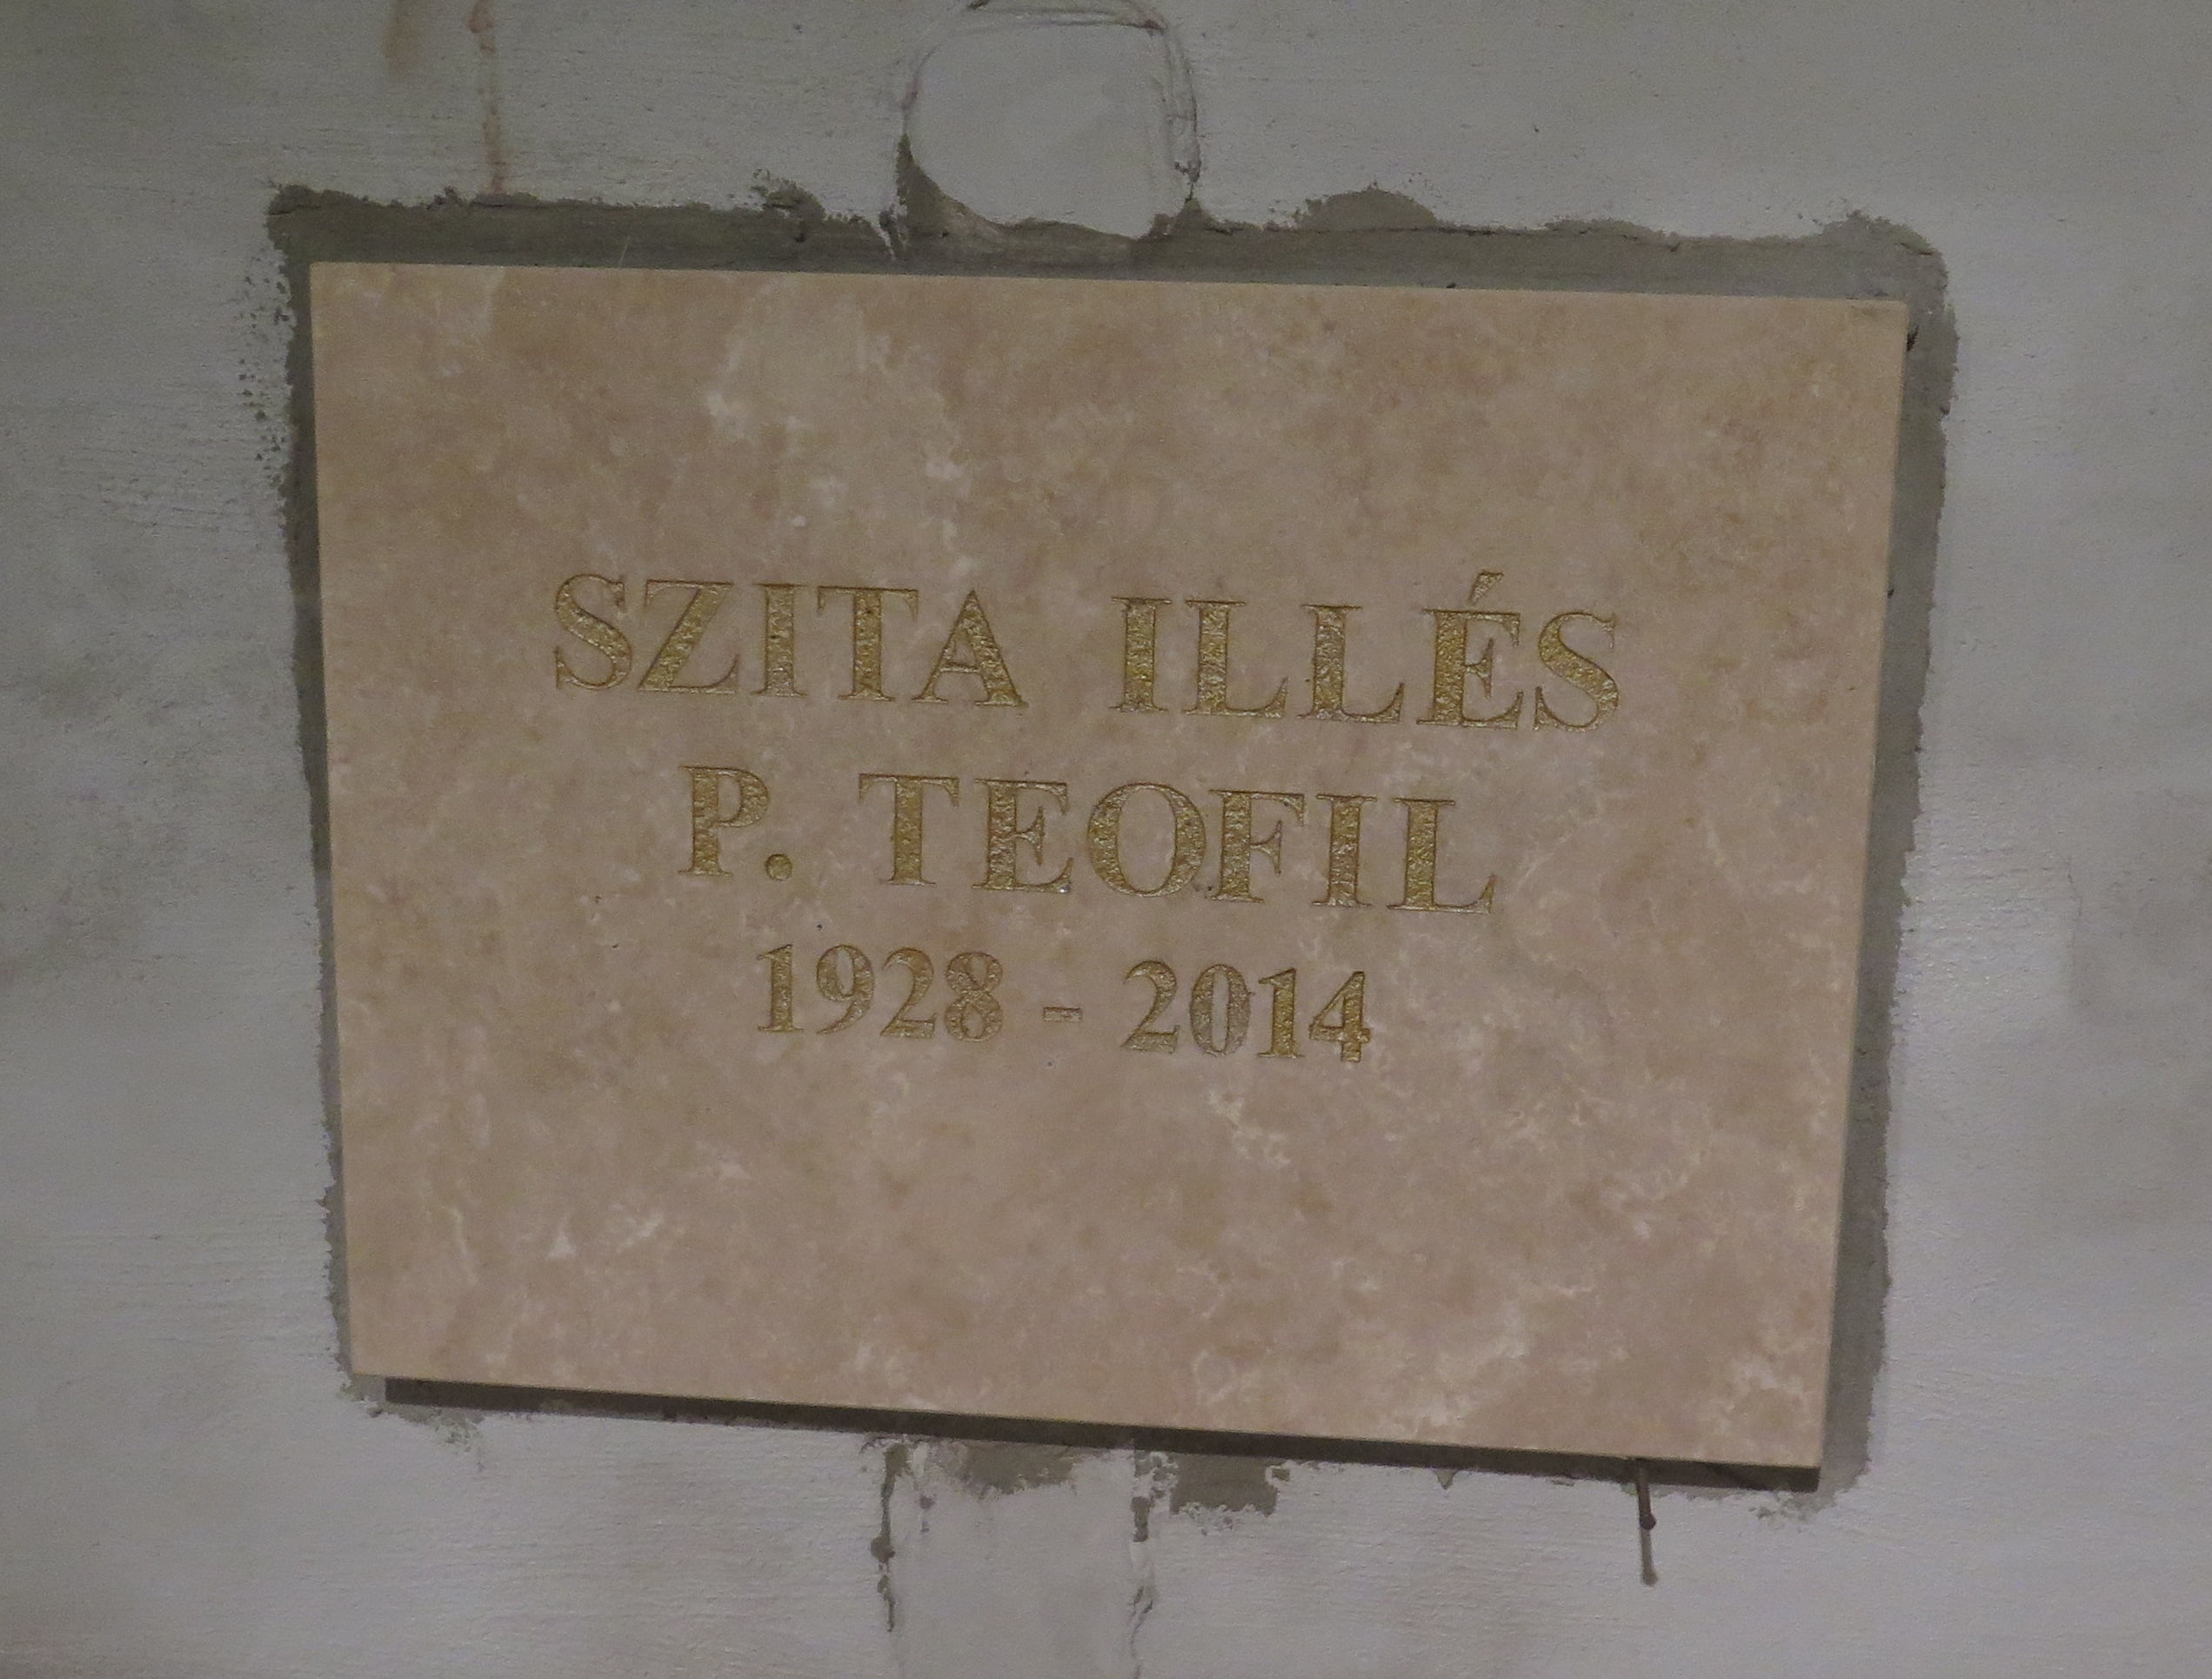 SZITA ILLÉS
P. TEOFIL
1928 - 2014